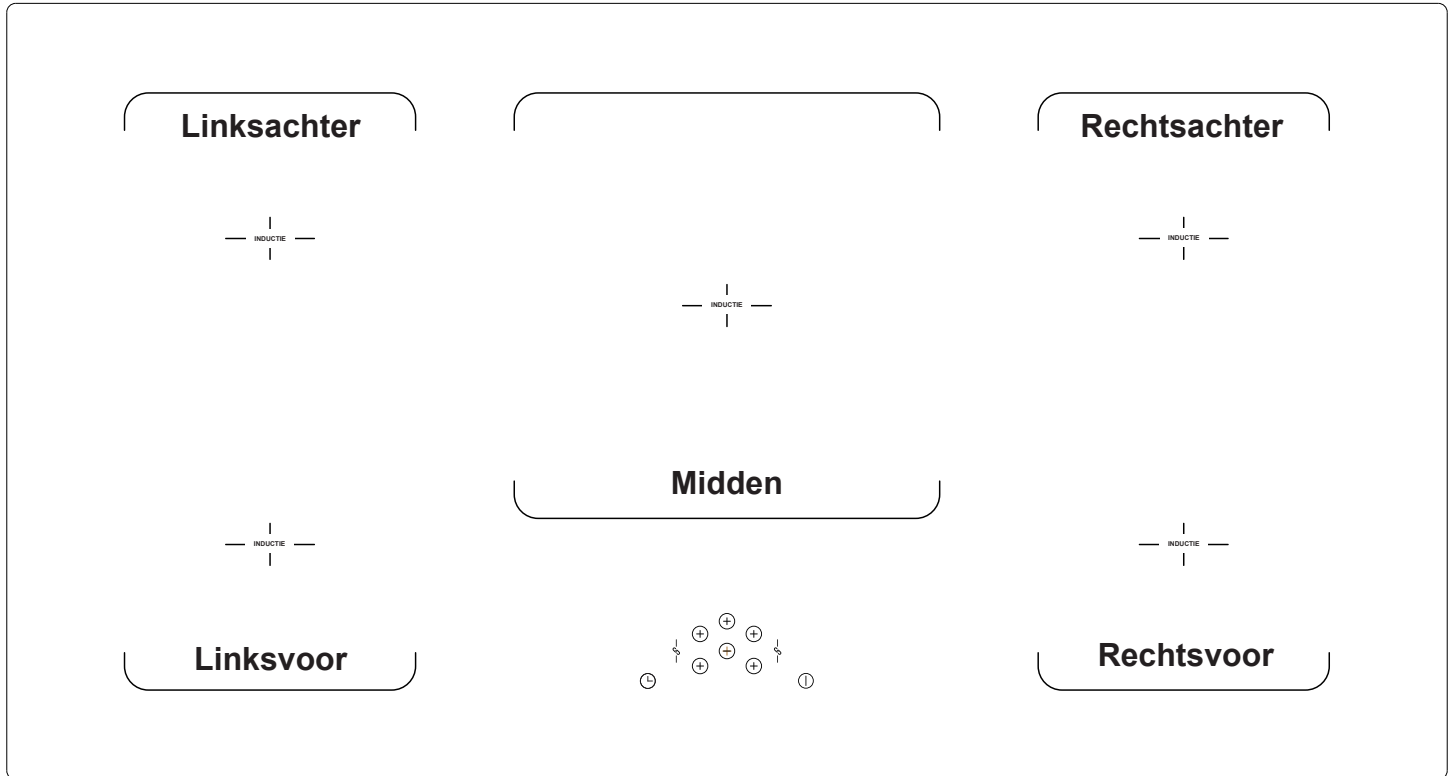 Linksachter
Rechtsachter
INDUCTIE
INDUCTIE
INDUCTIE
Midden
INDUCTIE
INDUCTIE
Linksvoor
Rechtsvoor